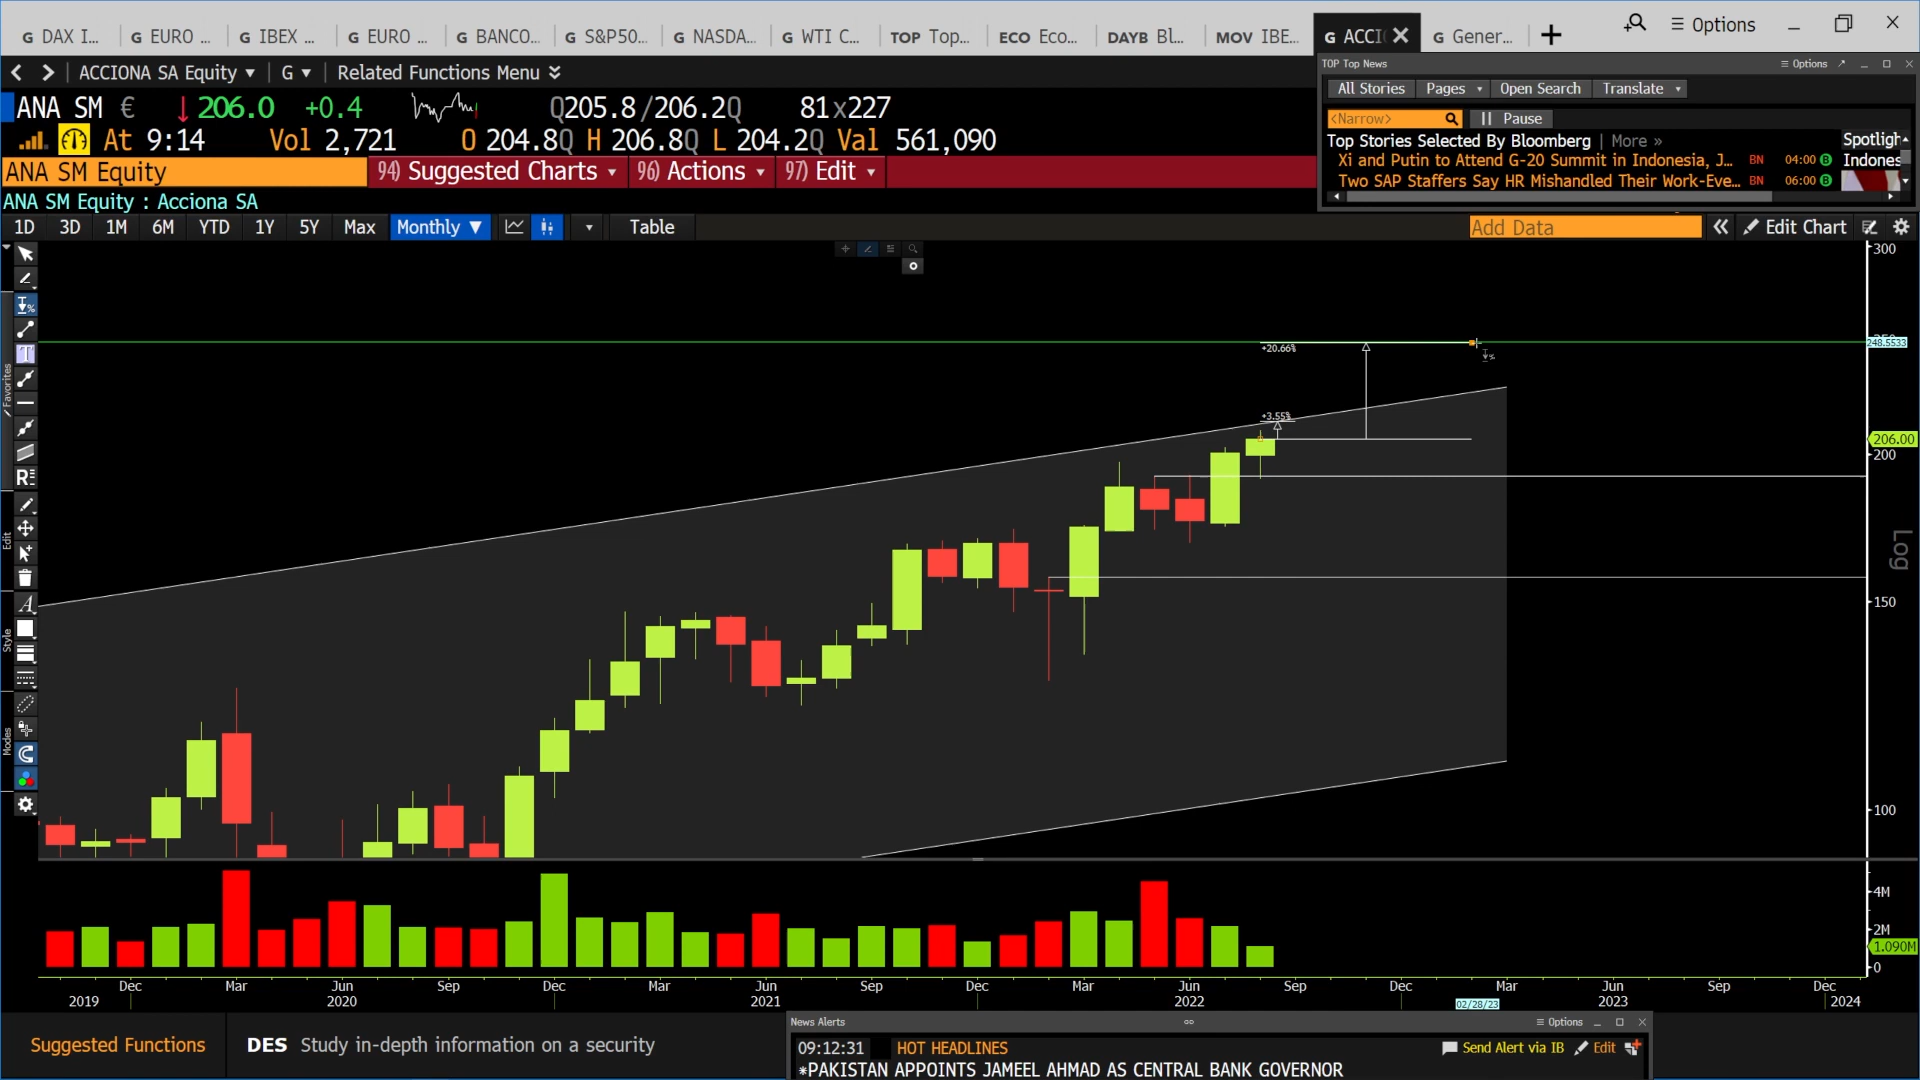 G DAX I... G EURO ... G IBEX ... G EURO ... G BANCO... G S&P50... G NASDA... G WTI C... TOP Top... ECO Eco... DAYB Bl... MOV IBE... G ACCI G Gener... Options
ACCIONA SA Equity G Related Functions Menu
TOP Top News Options
ANA SM € 206.0 +0.4 Q205.8/206.2Q 81x227
All Stories Pages Open Search Translate
<Narrow> Pause
At 9:14 Vol 2,721 O 204.8Q H 206.8Q L 204.2Q Val 561,090
Top Stories Selected By Bloomberg | More » Spotligh
Xi and Putin to Attend G-20 Summit in Indonesia, J... BN 04:00 B Indones
Two SAP Staffers Say HR Mishandled Their Work-Eve... BN 06:00 B
ANA SM Equity 94) Suggested Charts 96) Actions 97) Edit
ANA SM Equity : Acciona SA
1D 3D 1M 6M YTD 1Y 5Y Max Monthly Table Add Data Edit Chart
300
248.5533
+20.66%
+3.55%
206.00
200
Log
150
100
Favorites
Edit
Style
Modes
4M
2M
1.090M
0
Dec Mar Jun Sep Dec Mar Jun Sep Dec Mar Jun Sep Dec Mar Jun Sep Dec
2019 2020 2021 2022 02/28/23 2023 2024
Suggested Functions DES Study in-depth information on a security
News Alerts Options
09:12:31 HOT HEADLINES Send Alert via IB Edit
*PAKISTAN APPOINTS JAMEEL AHMAD AS CENTRAL BANK GOVERNOR